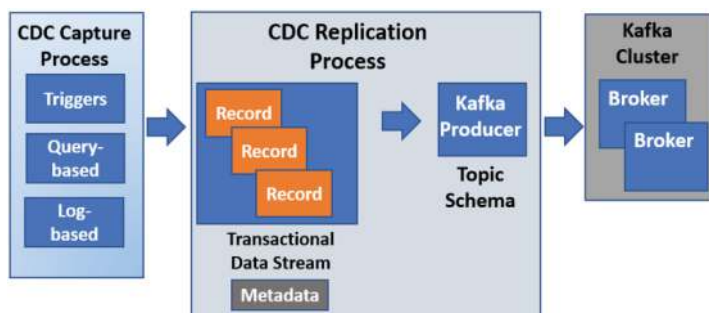 CDC Capture
Process
Triggers
Query-
based
Log-
based
CDC Replication
Process
Record
Record
Record
Transactional
Data Stream
Metadata
Kafka
Producer
Topic
Schema
Kafka
Cluster
Broker
Broker